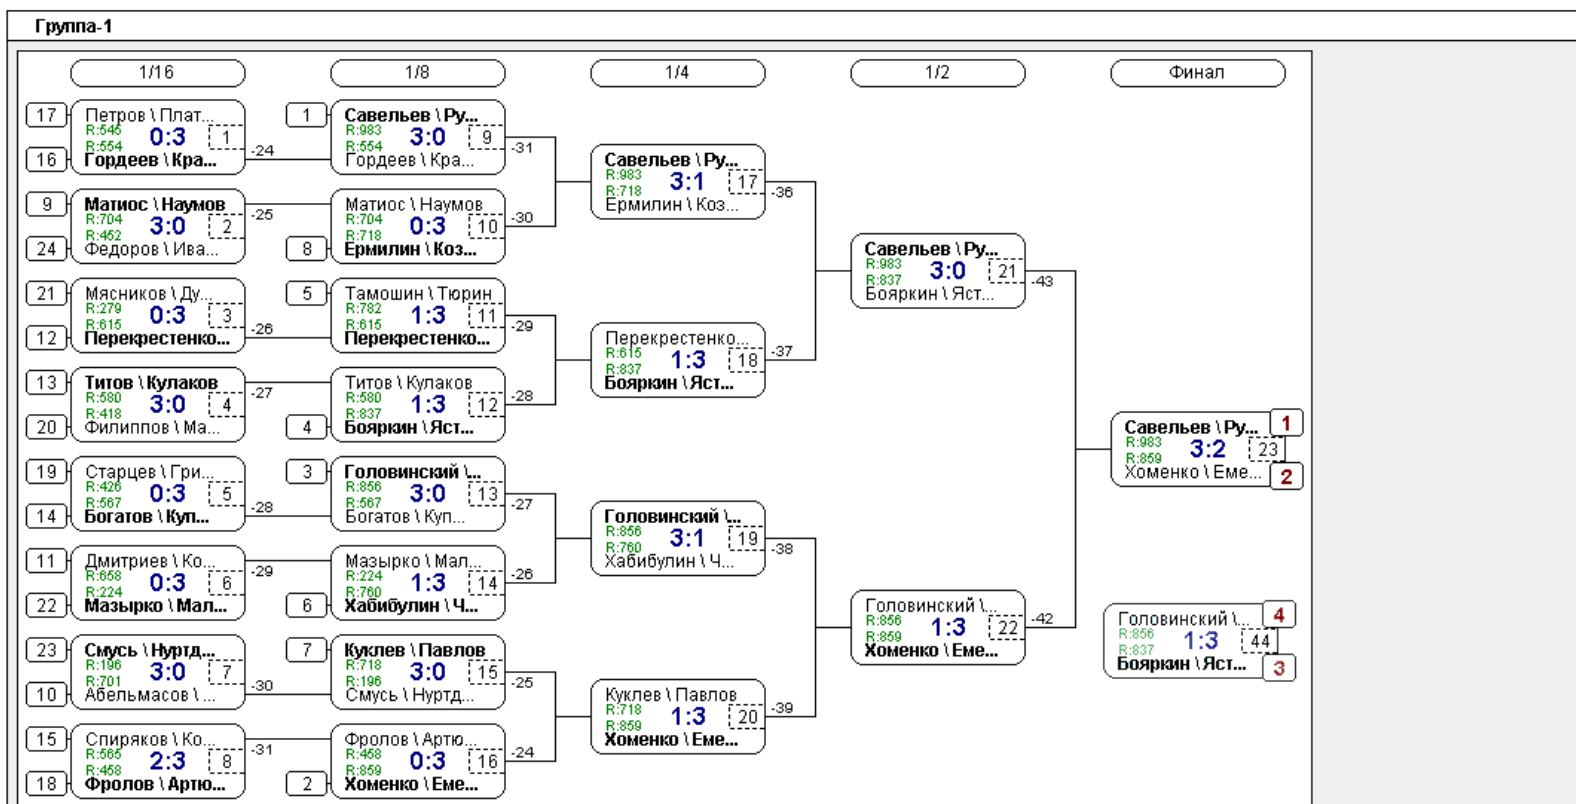 Группа-1
1/16
1/8
1/4
1/2
Финал
17
Петров \ Плат...
R:545
R:554
0:3
1
16
Гордеев \ Кра...
-24
9
Матиос \ Наумов
R:704
R:452
3:0
2
24
Федоров \ Ива...
-25
21
Мясников \ Ду...
R:279
R:615
0:3
3
12
Перекрестенко...
-26
13
Титов \ Кулаков
R:580
R:418
3:0
4
20
Филиппов \ Ма...
-27
19
Старцев \ Гри...
R:426
R:567
0:3
5
14
Богатов \ Куп...
-28
11
Дмитриев \ Ко...
R:658
R:224
0:3
6
22
Мазырко \ Мал...
-29
23
Смусь \ Нуртд...
R:196
R:701
3:0
7
10
Абельмасов \ ...
-30
15
Спиряков \ Ко...
R:565
R:458
2:3
8
18
Фролов \ Артю...
-31
1
Савельев \ Ру...
R:983
R:554
3:0
9
Гордеев \ Кра...
-31
Матиос \ Наумов
R:704
R:718
0:3
10
8
Ермилин \ Коз...
-30
5
Тамошин \ Тюрин
R:782
R:615
1:3
11
Перекрестенко...
-29
Титов \ Кулаков
R:580
R:837
1:3
12
4
Бояркин \ Яст...
-28
3
Головинский \...
R:856
R:567
3:0
13
Богатов \ Куп...
-27
Мазырко \ Мал...
R:224
R:760
1:3
14
6
Хабибулин \ Ч...
-26
7
Куклев \ Павлов
R:718
R:196
3:0
15
Смусь \ Нуртд...
-25
Фролов \ Артю...
R:458
R:859
0:3
16
2
Хоменко \ Еме...
-24
Савельев \ Ру...
R:983
R:718
3:1
17
Ермилин \ Коз...
-36
Перекрестенко...
R:615
R:837
1:3
18
Бояркин \ Яст...
-37
Головинский \...
R:856
R:760
3:1
19
Хабибулин \ Ч...
-38
Куклев \ Павлов
R:718
R:859
1:3
20
Хоменко \ Еме...
-39
Савельев \ Ру...
R:983
R:837
3:0
21
Бояркин \ Яст...
-43
Головинский \...
R:856
R:859
1:3
22
Хоменко \ Еме...
-42
Савельев \ Ру...
1
R:983
R:859
3:2
23
Хоменко \ Еме...
2
Головинский \...
4
R:856
R:837
1:3
44
Бояркин \ Яст...
3